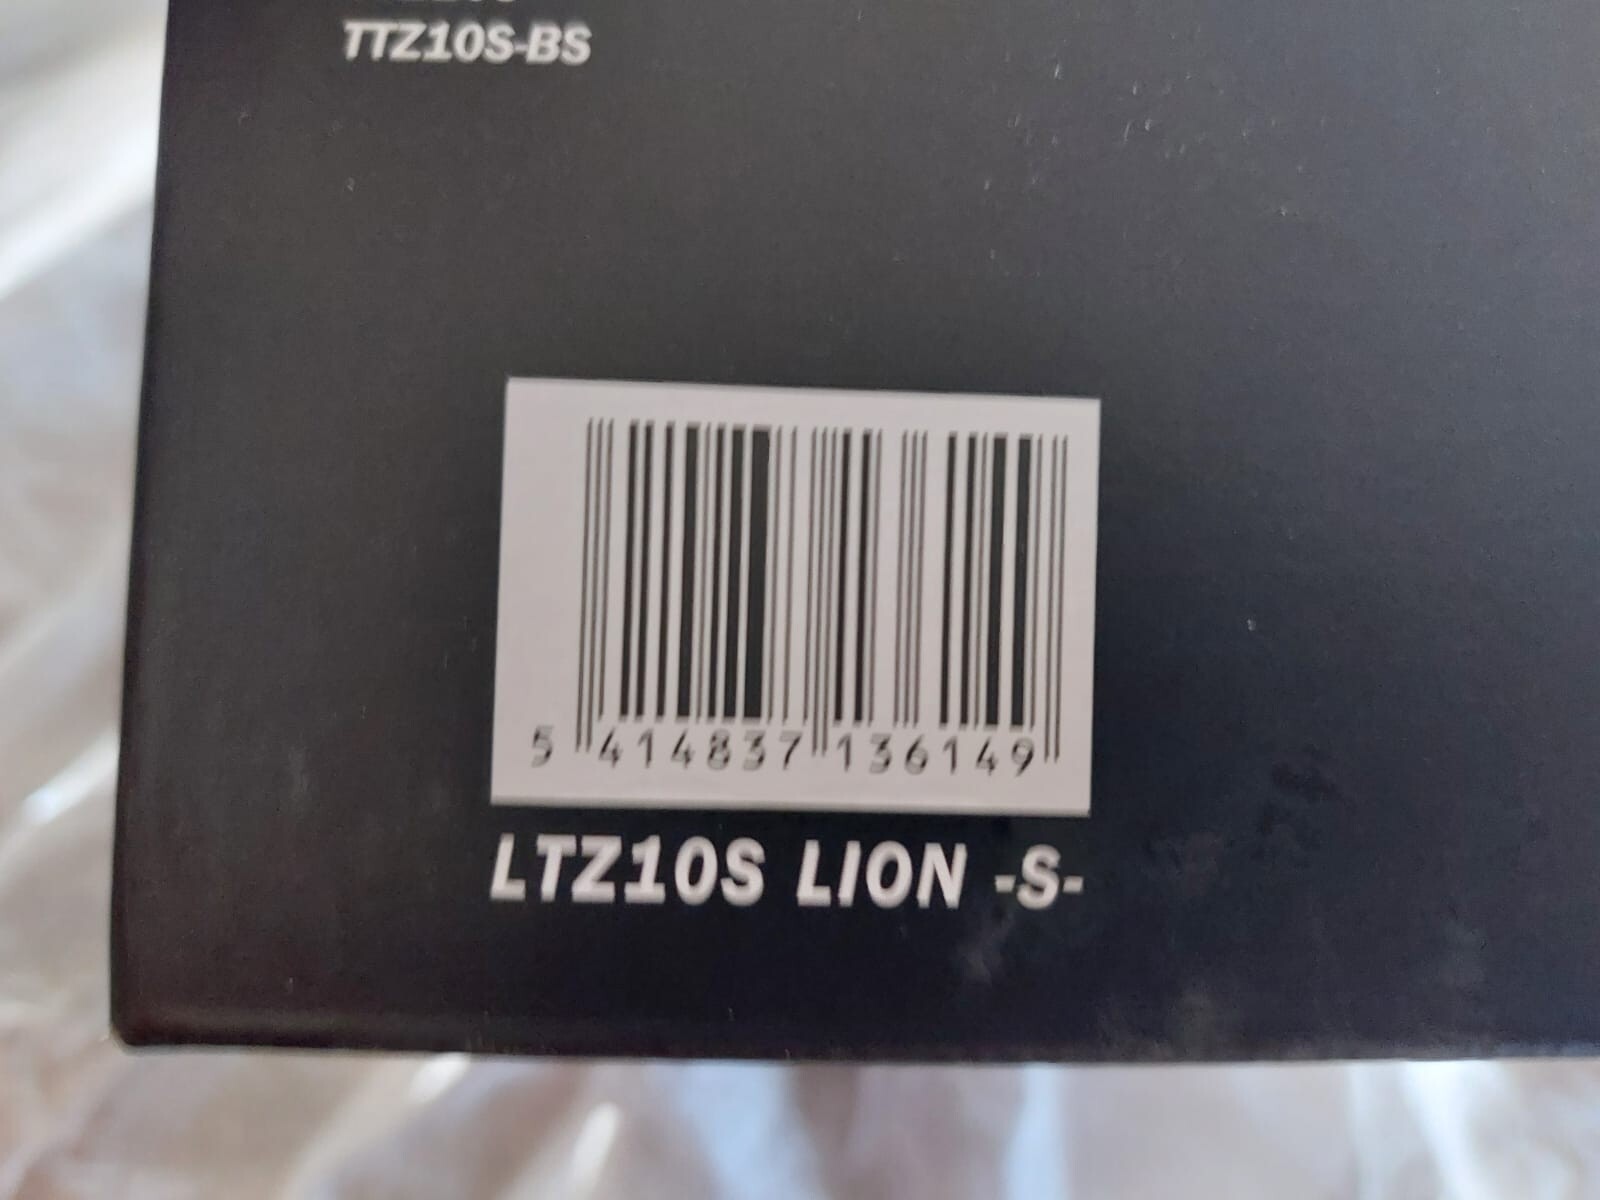 TTZ10S-BS
5 414837 136149
LTZ10S LION -S-